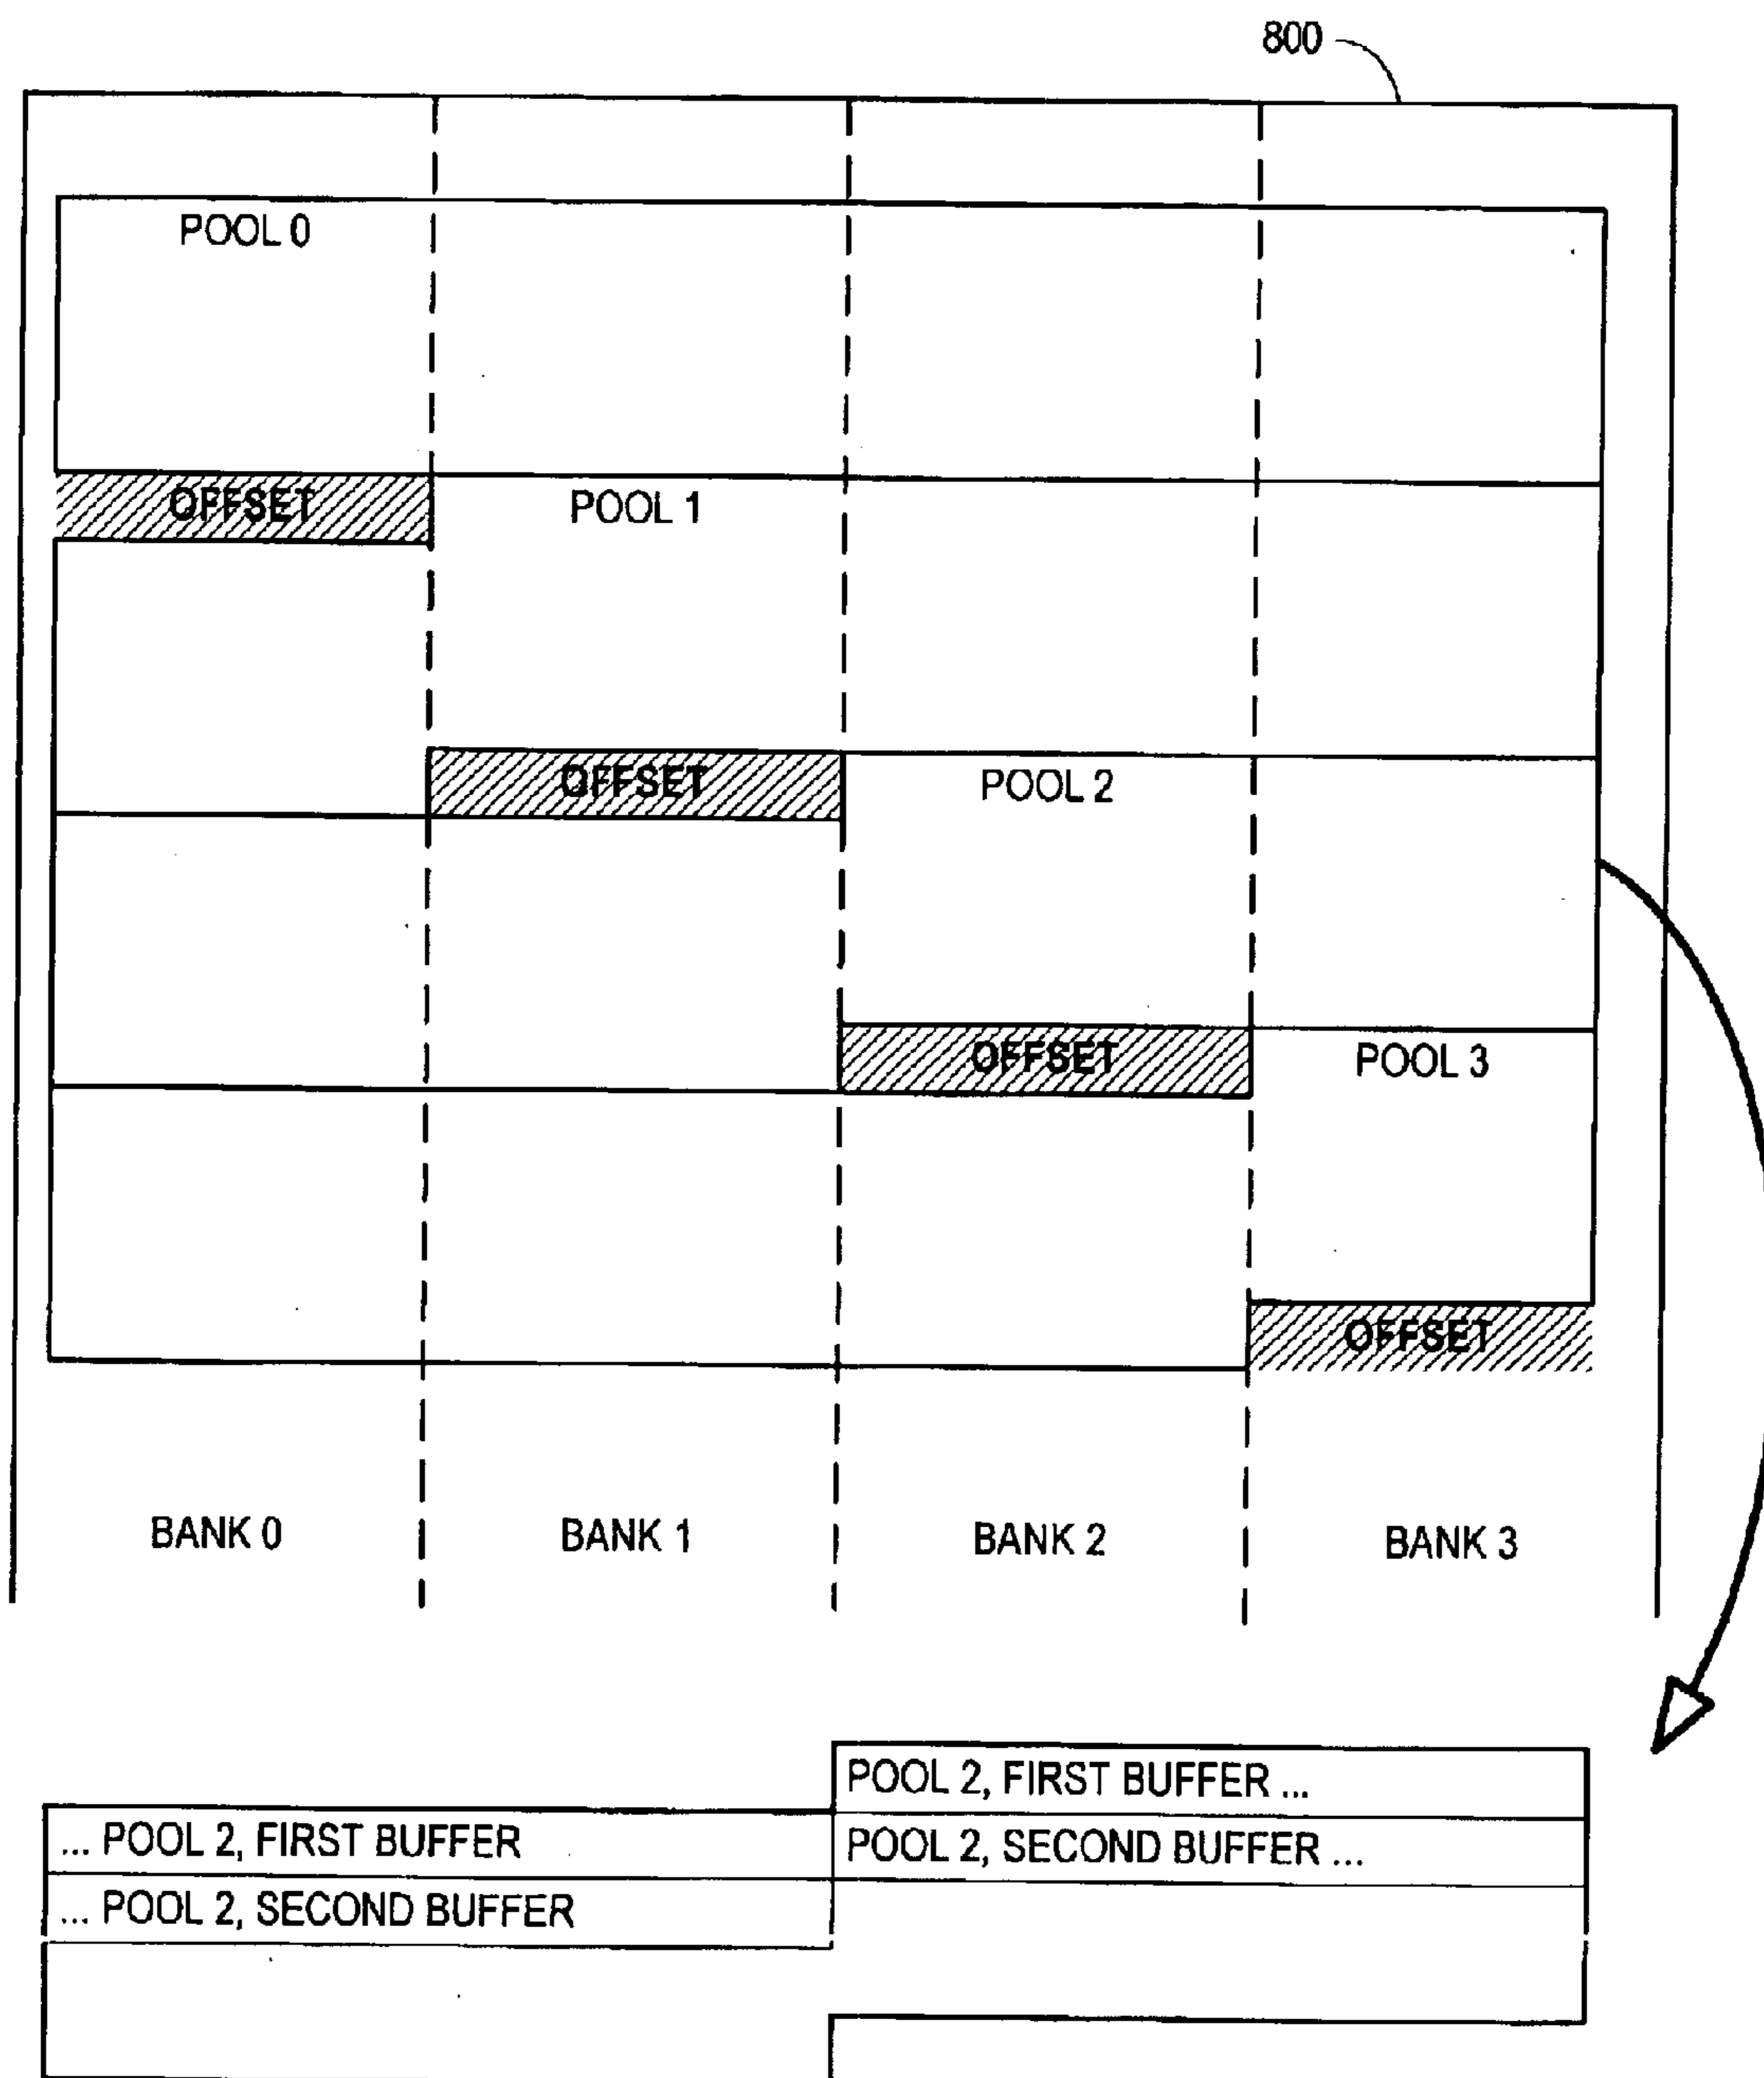 800
POOL 0
OFFSET
POOL 1
OFFSET
POOL 2
OFFSET
POOL 3
OFFSET
BANK 0
BANK 1
BANK 2
BANK 3
POOL 2, FIRST BUFFER ...
... POOL 2, FIRST BUFFER
POOL 2, SECOND BUFFER ...
... POOL 2, SECOND BUFFER